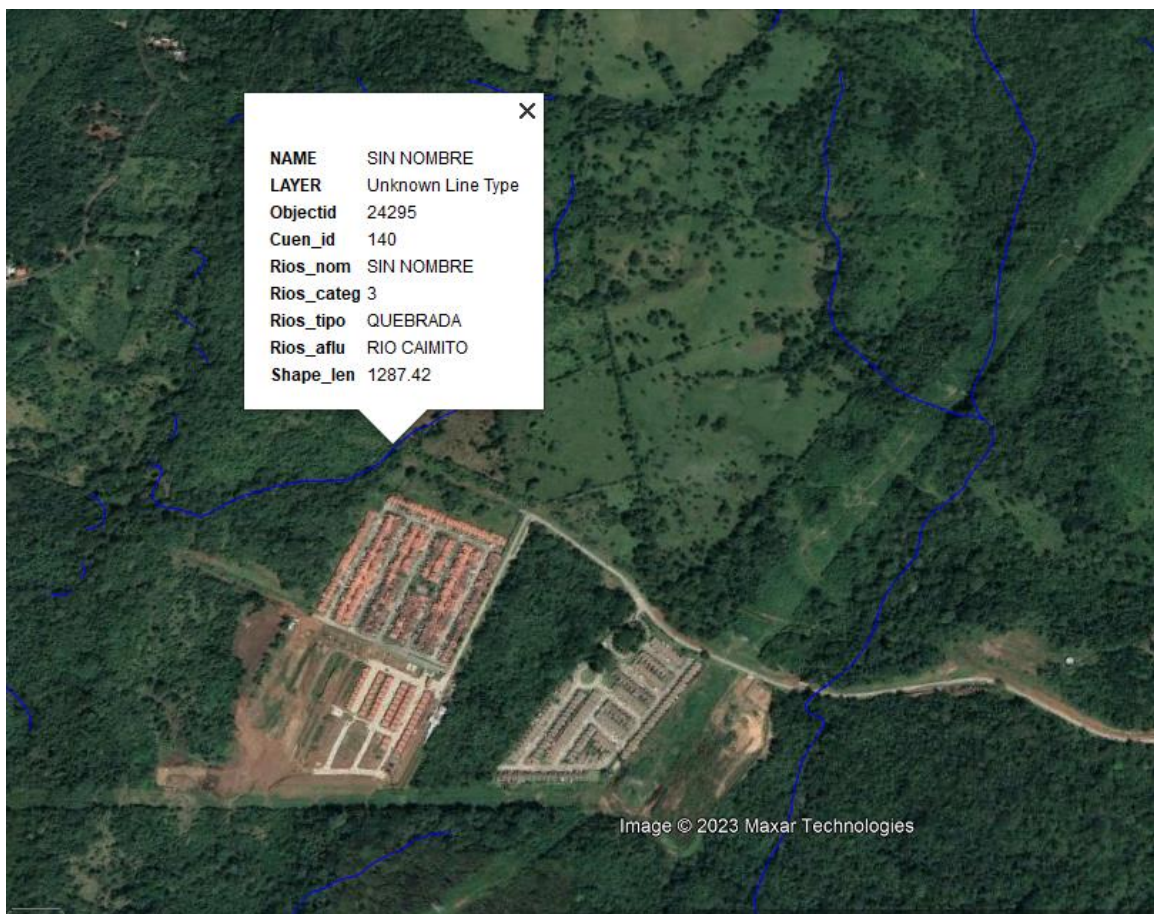 NAME SIN NOMBRE
LAYER Unknown Line Type
Objectid 24295
Cuen_id 140
Rios_nom SIN NOMBRE
Rios_categ 3
Rios_tipo QUEBRADA
Rios_aflu RIO CAIMITO
Shape_len 1287.42
Image © 2023 Maxar Technologies